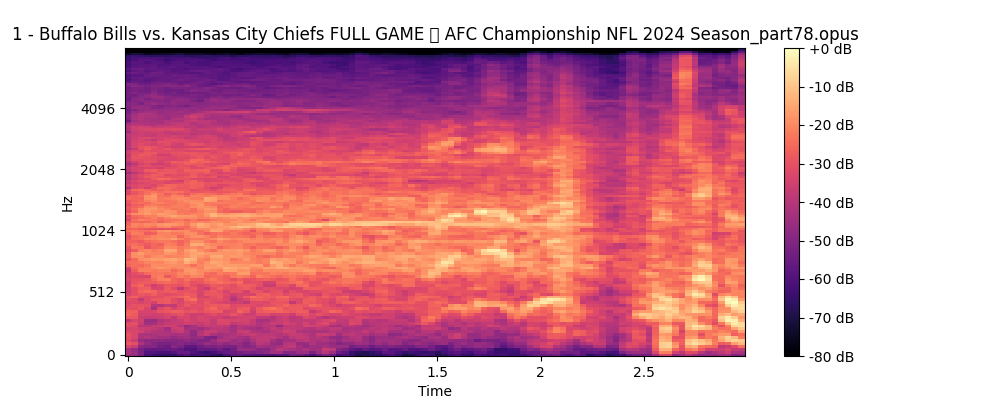 1 - Buffalo Bills vs. Kansas City Chiefs FULL GAME ▯ AFC Championship NFL 2024 Season_part78.opus
+0 dB
-10 dB
-20 dB
-30 dB
-40 dB
-50 dB
-60 dB
-70 dB
-80 dB
4096
2048
1024
512
0
Hz
0
0.5
1
1.5
2
2.5
Time